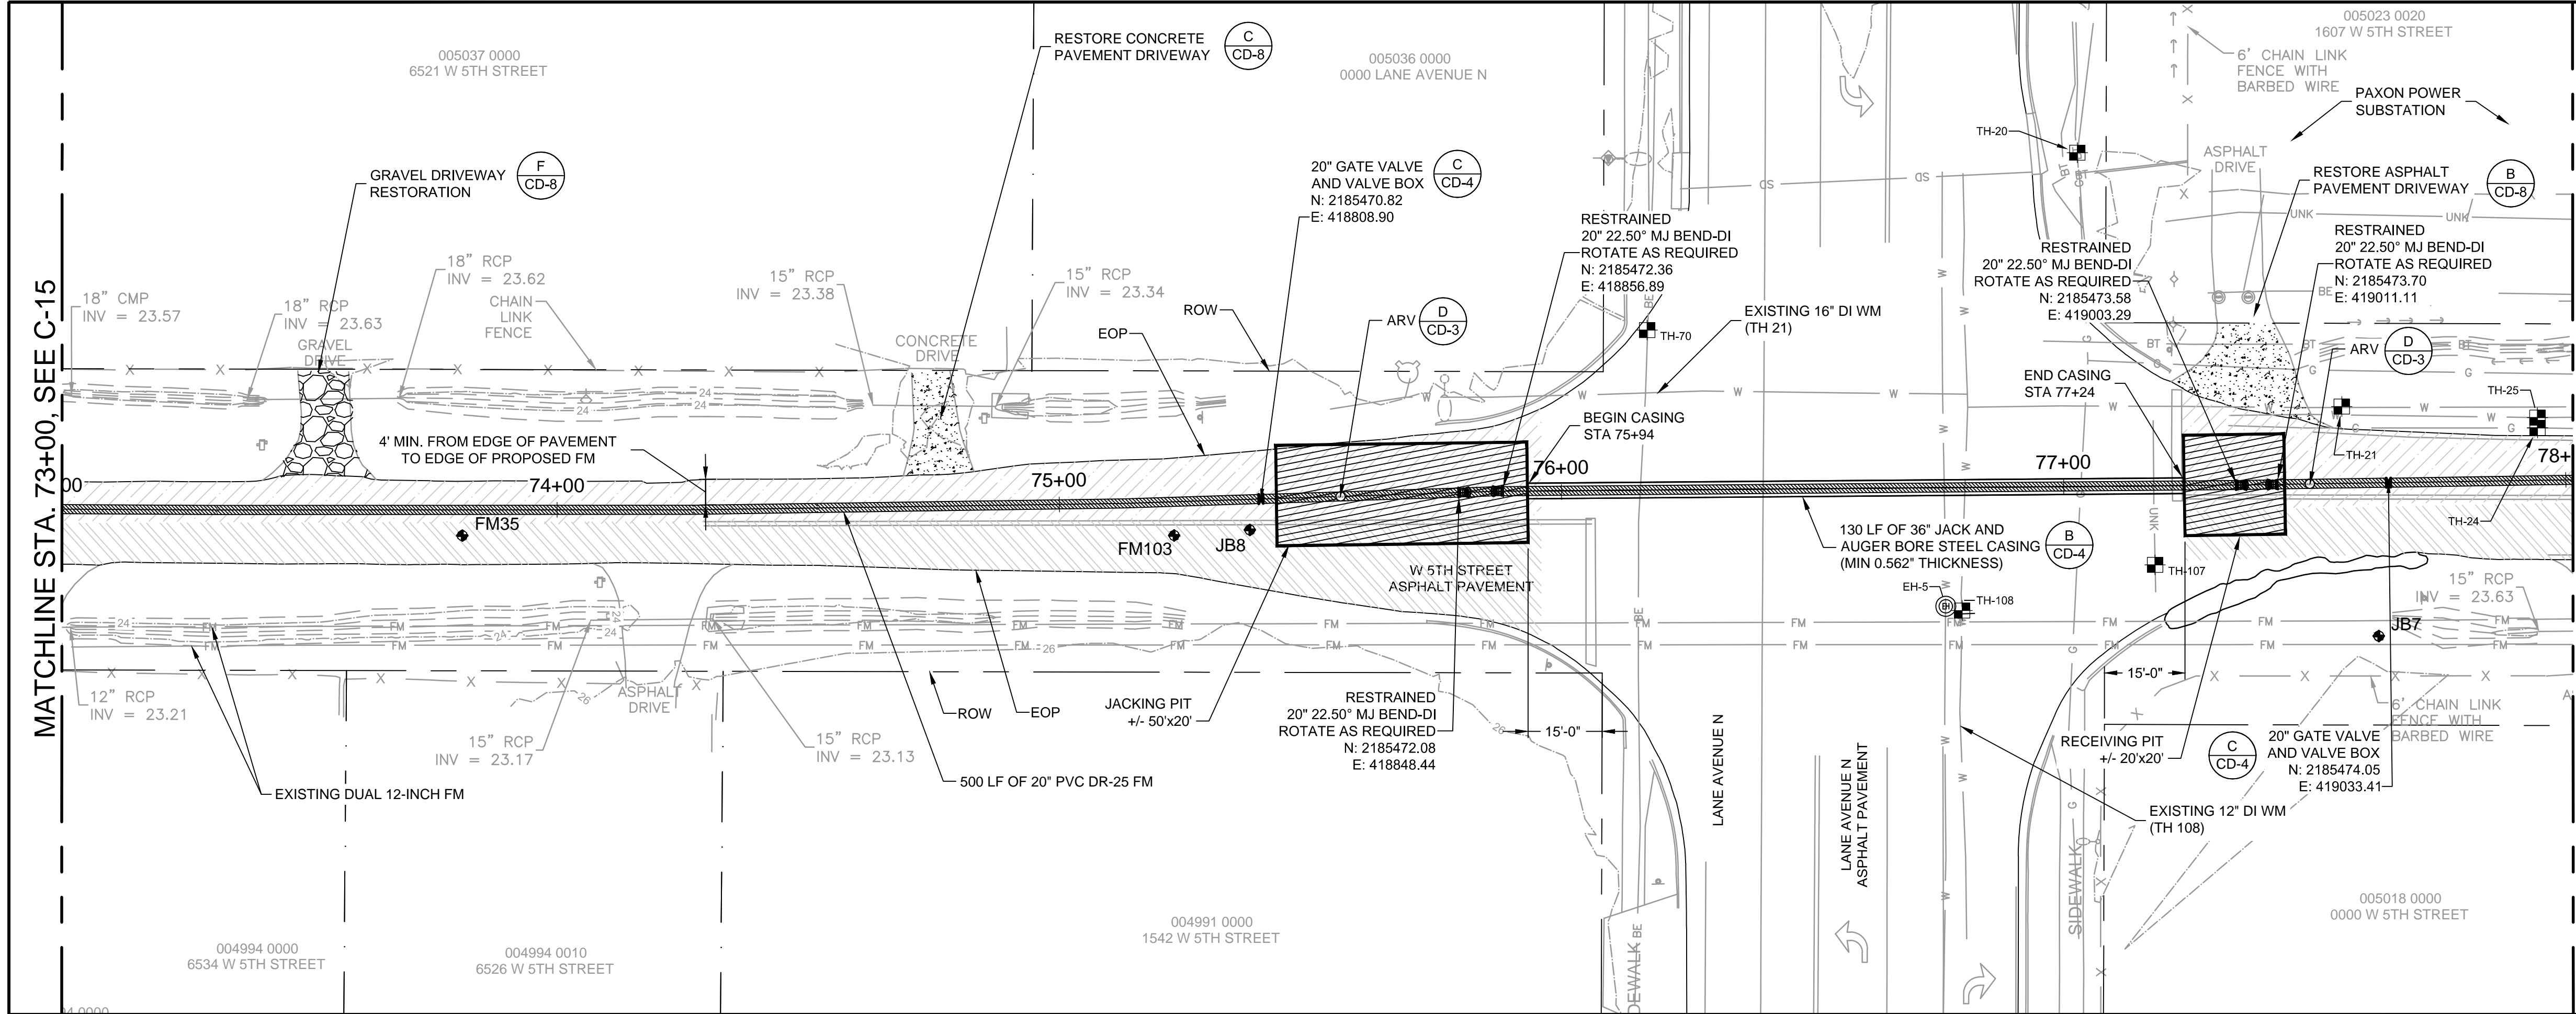 005037 0000
6521 W 5TH STREET
RESTORE CONCRETE
PAVEMENT DRIVEWAY
C
CD-8
005036 0000
0000 LANE AVENUE N
005023 0020
1607 W 5TH STREET
6' CHAIN LINK
FENCE WITH
BARBED WIRE
PAXON POWER
SUBSTATION
TH-20
ASPHALT
DRIVE
GRAVEL DRIVEWAY
RESTORATION
F
CD-8
20" GATE VALVE
AND VALVE BOX
N: 2185470.82
E: 418808.90
C
CD-4
RESTORE ASPHALT
PAVEMENT DRIVEWAY
B
CD-8
RESTRAINED
20" 22.50° MJ BEND-DI
ROTATE AS REQUIRED
N: 2185472.36
E: 418856.89
RESTRAINED
20" 22.50° MJ BEND-DI
ROTATE AS REQUIRED
N: 2185473.58
E: 419003.29
RESTRAINED
20" 22.50° MJ BEND-DI
ROTATE AS REQUIRED
N: 2185473.70
E: 419011.11
MATCHLINE STA. 73+00, SEE C-15
18" CMP
INV = 23.57
18" RCP
INV = 23.63
GRAVEL
DRIVE
18" RCP
INV = 23.62
CHAIN
LINK
FENCE
15" RCP
INV = 23.38
15" RCP
INV = 23.34
CONCRETE
DRIVE
ROW
EOP
ARV
D
CD-3
EXISTING 16" DI WM
(TH 21)
TH-70
ARV
D
CD-3
END CASING
STA 77+24
TH-25
TH-21
TH-24
BEGIN CASING
STA 75+94
4' MIN. FROM EDGE OF PAVEMENT
TO EDGE OF PROPOSED FM
00
74+00
75+00
76+00
77+00
78+
FM35
FM103
JB8
130 LF OF 36" JACK AND
AUGER BORE STEEL CASING
(MIN 0.562" THICKNESS)
B
CD-4
W 5TH STREET
ASPHALT PAVEMENT
EH-5
EH
TH-108
TH-107
15" RCP
INV = 23.63
JB7
12" RCP
INV = 23.21
ASPHALT
DRIVE
15" RCP
INV = 23.17
15" RCP
INV = 23.13
ROW
EOP
JACKING PIT
+/- 50'x20'
RESTRAINED
20" 22.50° MJ BEND-DI
ROTATE AS REQUIRED
N: 2185472.08
E: 418848.44
15'-0"
15'-0"
6' CHAIN LINK
FENCE WITH
BARBED WIRE
RECEIVING PIT
+/- 20'x20'
C
CD-4
20" GATE VALVE
AND VALVE BOX
N: 2185474.05
E: 419033.41
LANE AVENUE N
LANE AVENUE N
ASPHALT PAVEMENT
EXISTING DUAL 12-INCH FM
500 LF OF 20" PVC DR-25 FM
EXISTING 12" DI WM
(TH 108)
SIDEWALK
DEWALK
004994 0000
6534 W 5TH STREET
004994 0010
6526 W 5TH STREET
004991 0000
1542 W 5TH STREET
005018 0000
0000 W 5TH STREET